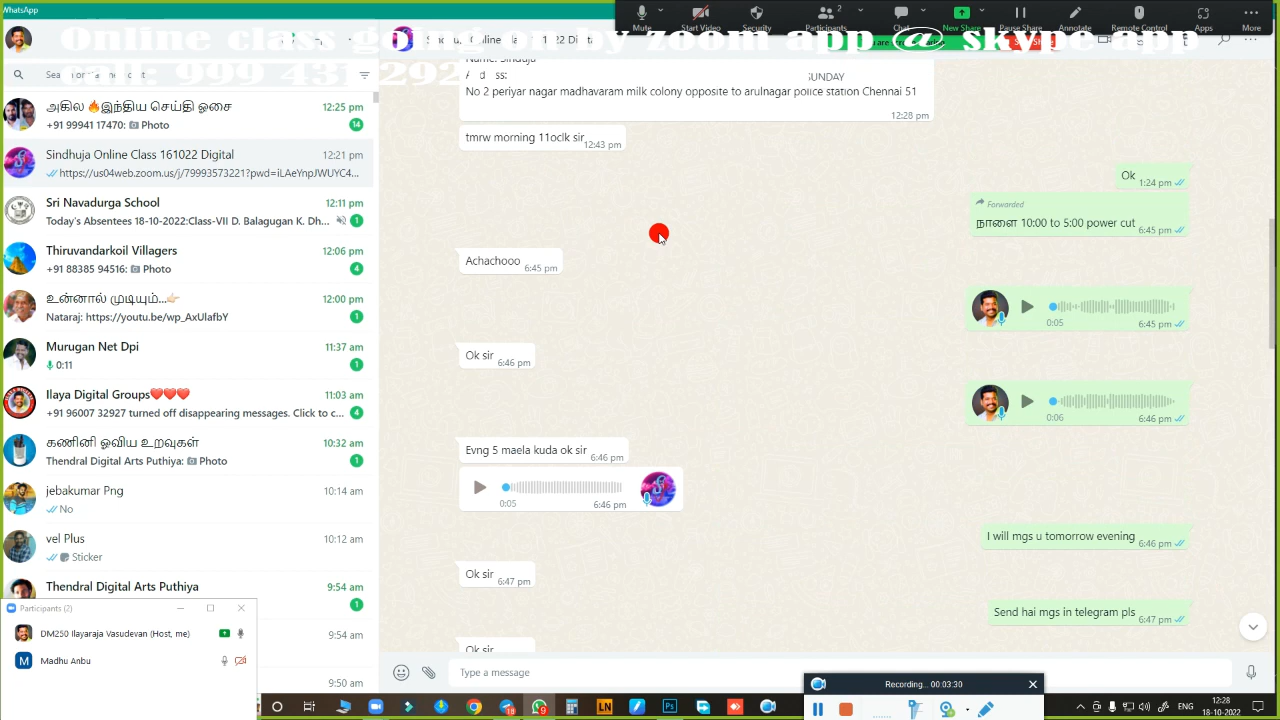 WhatsApp
Mute
Start Video
Security
Participants
2
Chat
New Share
Pause Share
Annotate
Remote Control
Apps
More
zoom app @ skype app
Sea
அகில 🔥இந்திய செய்தி ஓசை
12:25 pm
+91 99941 17470: Photo
14
Sindhuja Online Class 161022 Digital
12:21 pm
https://us04web.zoom.us/j/79993573221?pwd=iLAeYnpJWUYC4...
Sri Navadurga School
12:11 pm
Today's Absentees 18-10-2022:Class-VII D. Balagugan K. Dh...
1
Thiruvandarkoil Villagers
12:06 pm
+91 88385 94516: Photo
4
உன்னால் முடியும்...👉🏻
12:00 pm
Nataraj: https://youtu.be/wp_AxUlafbY
1
Murugan Net Dpi
11:37 am
0:11
1
Ilaya Digital Groups❤️❤️❤️
11:03 am
+91 96007 32927 turned off disappearing messages. Click to c...
4
கணினி ஓவிய உறவுகள்
10:32 am
Thendral Digital Arts Puthiya: Photo
1
jebakumar Png
10:14 am
No
vel Plus
10:12 am
Sticker
Thendral Digital Arts Puthiya
9:54 am
1
9:54 am
9:50 am
Participants (2)
DM250 Ilayaraja Vasudevan (Host, me)
M
Madhu Anbu
Name: Sinduja
SUNDAY
No 2 periyar nagar madhavaram milk colony opposite to arulnagar police station Chennai 51
12:28 pm
tmrw morning 11oclk sir
12:43 pm
Ok
1:24 pm
Forwarded
நாளை 10:00 to 5:00 power cut
6:45 pm
Achachooo
6:45 pm
0:05
6:45 pm
Ok sir
6:46 pm
0:06
6:46 pm
Evng 5 maela kuda ok sir
6:46 pm
0:05
6:46 pm
I will mgs u tomorrow evening
6:46 pm
Ok sir
6:47 pm
Send hai mgs in telegram pls
6:47 pm
Ok sir
Type a message
Recording... 00:03:30
LN
Ps
ENG
12:28
18-10-2022